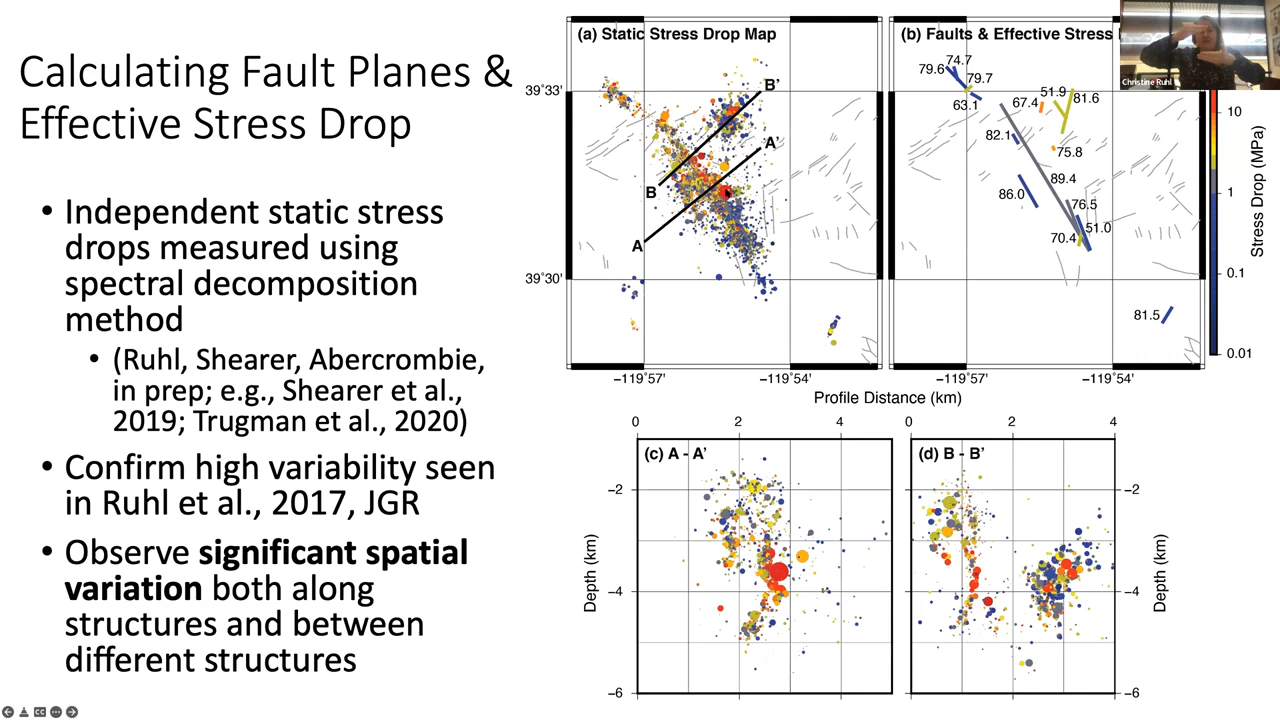 Calculating Fault Planes &
Effective Stress Drop
• Independent static stress
drops measured using
spectral decomposition
method
• (Ruhl, Shearer, Abercrombie,
in prep; e.g., Shearer et al.,
2019; Trugman et al., 2020)
• Confirm high variability seen
in Ruhl et al., 2017, JGR
• Observe significant spatial
variation both along
structures and between
different structures
(a) Static Stress Drop Map
B'
A'
B
A
39°33'
39°30'
−119°57'
−119°54'
(b) Faults & Effective Stress
79.6
74.7
79.7
63.1
67.4
51.9
81.6
82.1
75.8
89.4
86.0
76.5
51.0
70.4
81.5
−119°57'
−119°54'
Christine Ruhl
10
1
0.1
0.01
Stress Drop (MPa)
Profile Distance (km)
0
2
4
0
2
4
(c) A - A'
(d) B - B'
−2
−4
−6
Depth (km)
−2
−4
−6
Depth (km)
CC